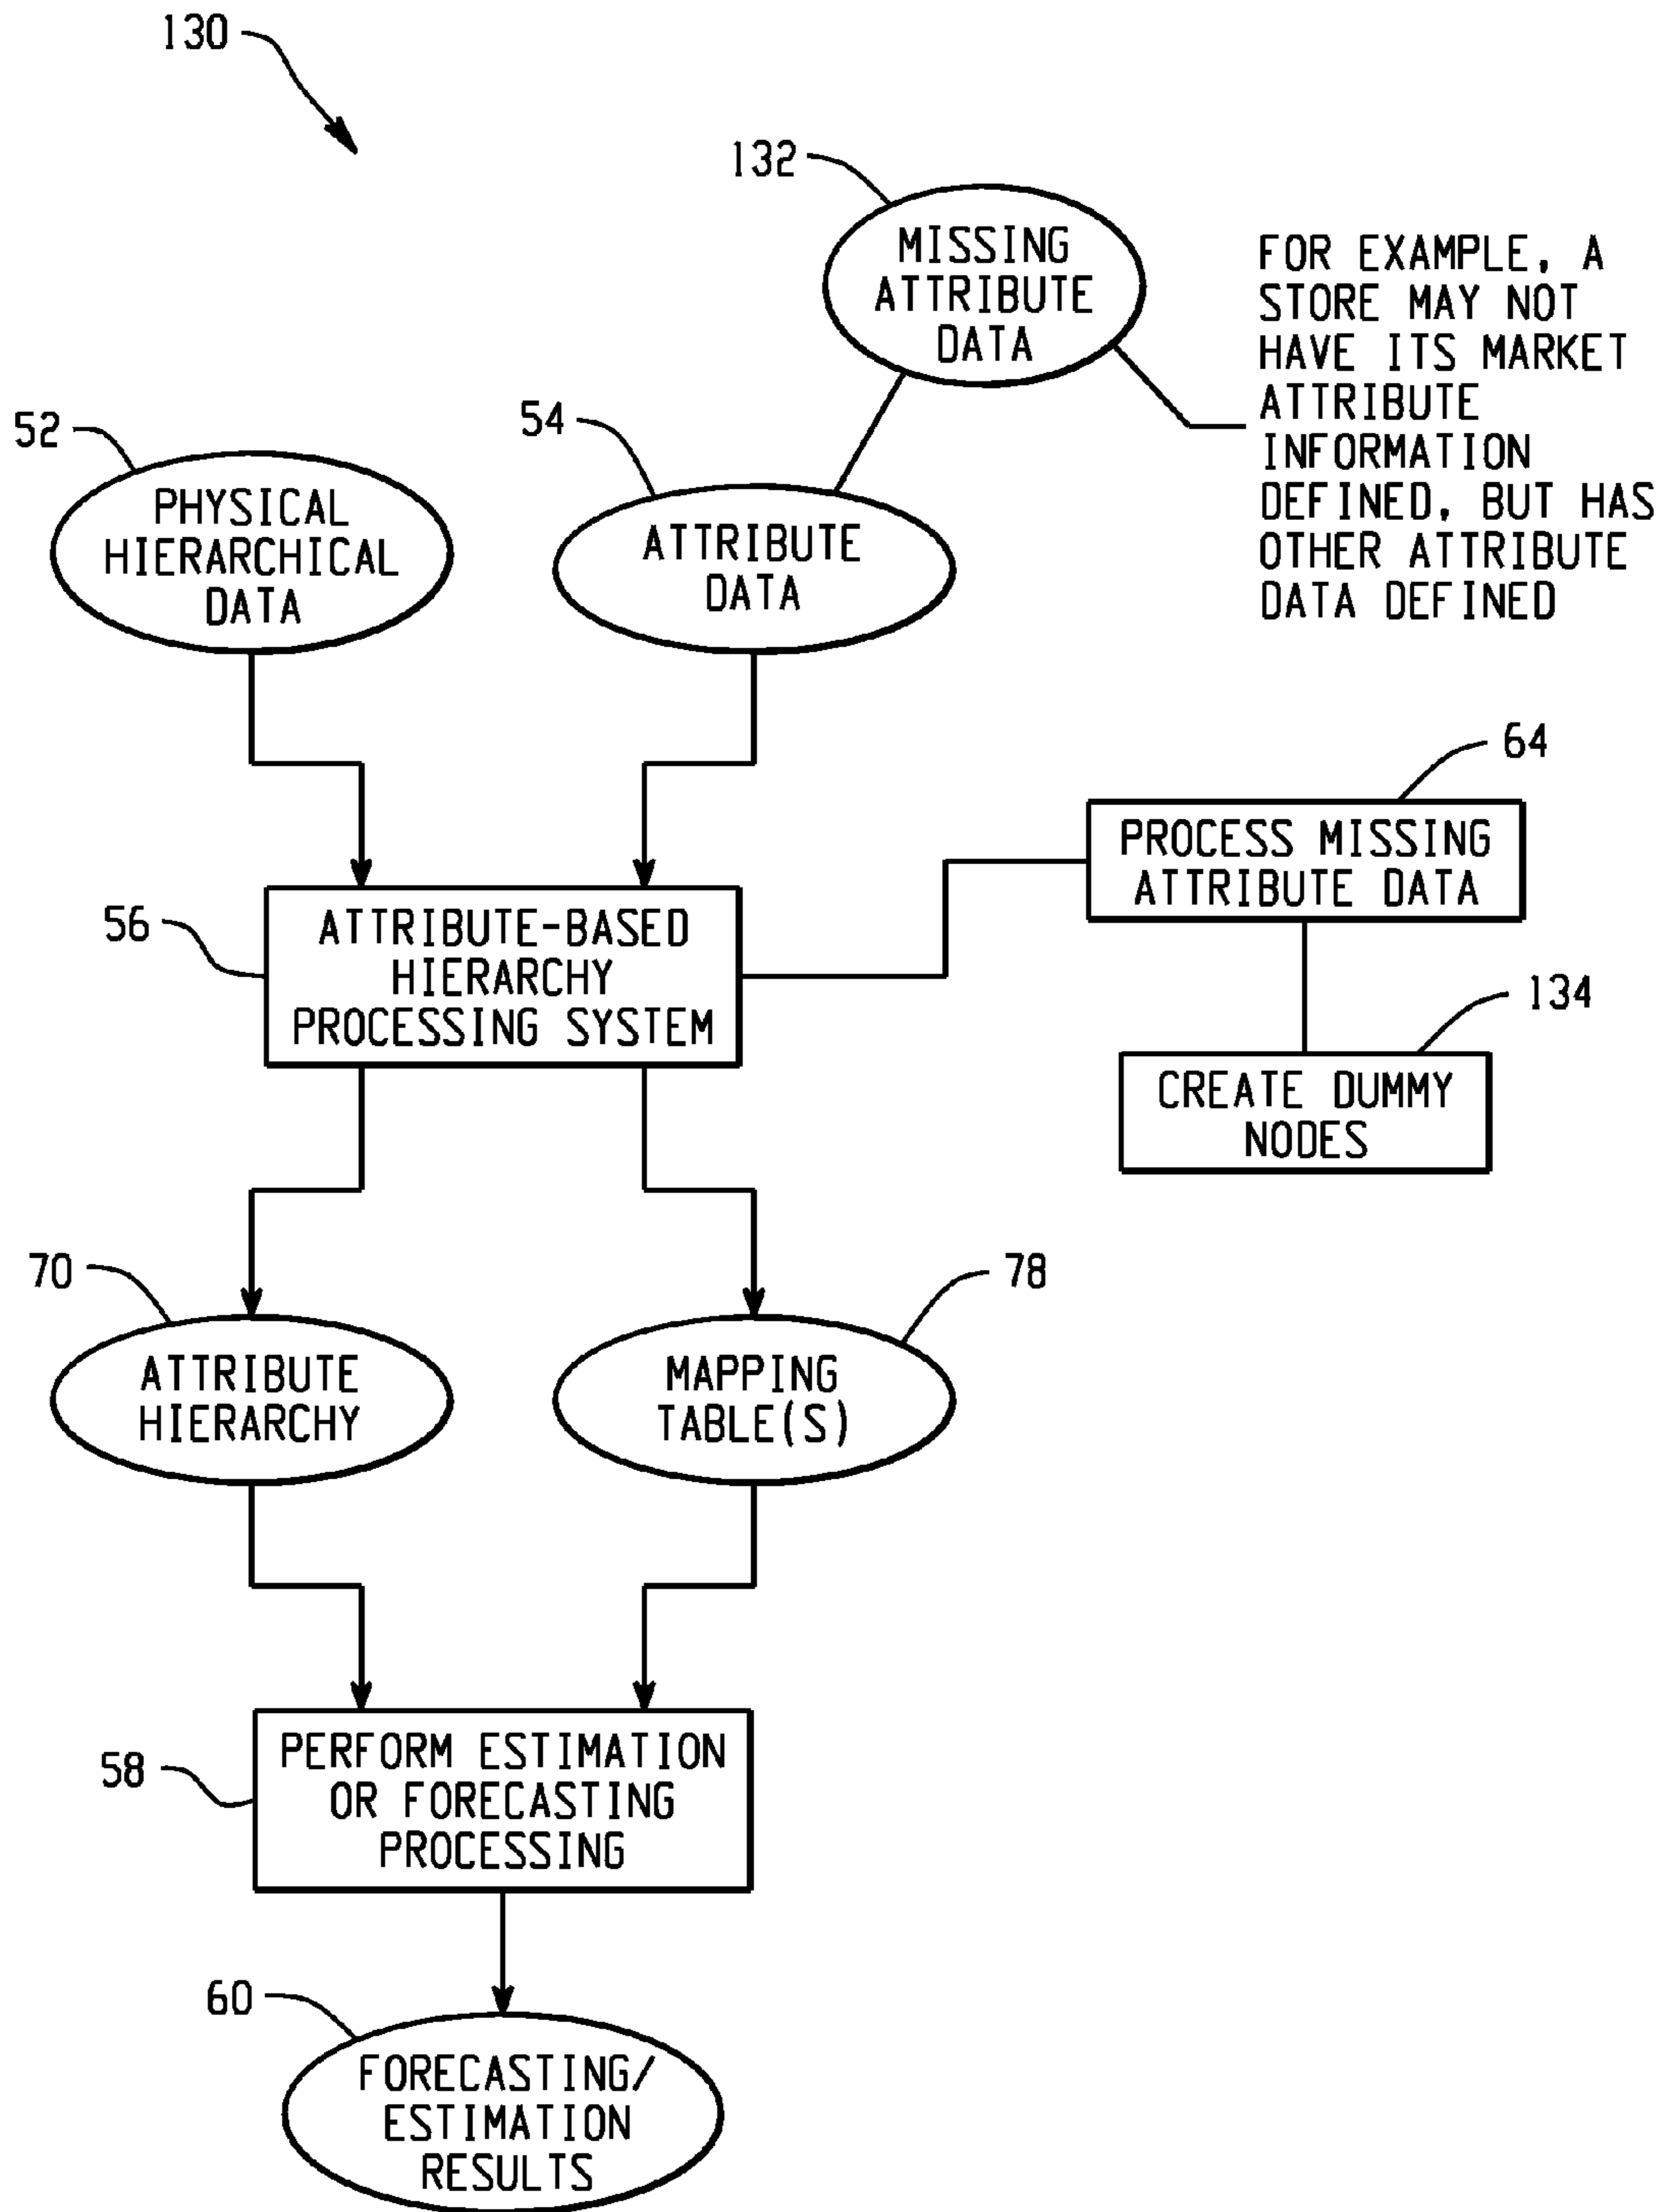 130
132
MISSING
ATTRIBUTE
DATA
FOR EXAMPLE, A
STORE MAY NOT
HAVE ITS MARKET
ATTRIBUTE
INFORMATION
DEFINED, BUT HAS
OTHER ATTRIBUTE
DATA DEFINED
52
PHYSICAL
HIERARCHICAL
DATA
54
ATTRIBUTE
DATA
64
PROCESS MISSING
ATTRIBUTE DATA
56
ATTRIBUTE-BASED
HIERARCHY
PROCESSING SYSTEM
134
CREATE DUMMY
NODES
70
ATTRIBUTE
HIERARCHY
78
MAPPING
TABLE(S)
58
PERFORM ESTIMATION
OR FORECASTING
PROCESSING
60
FORECASTING/
ESTIMATION
RESULTS